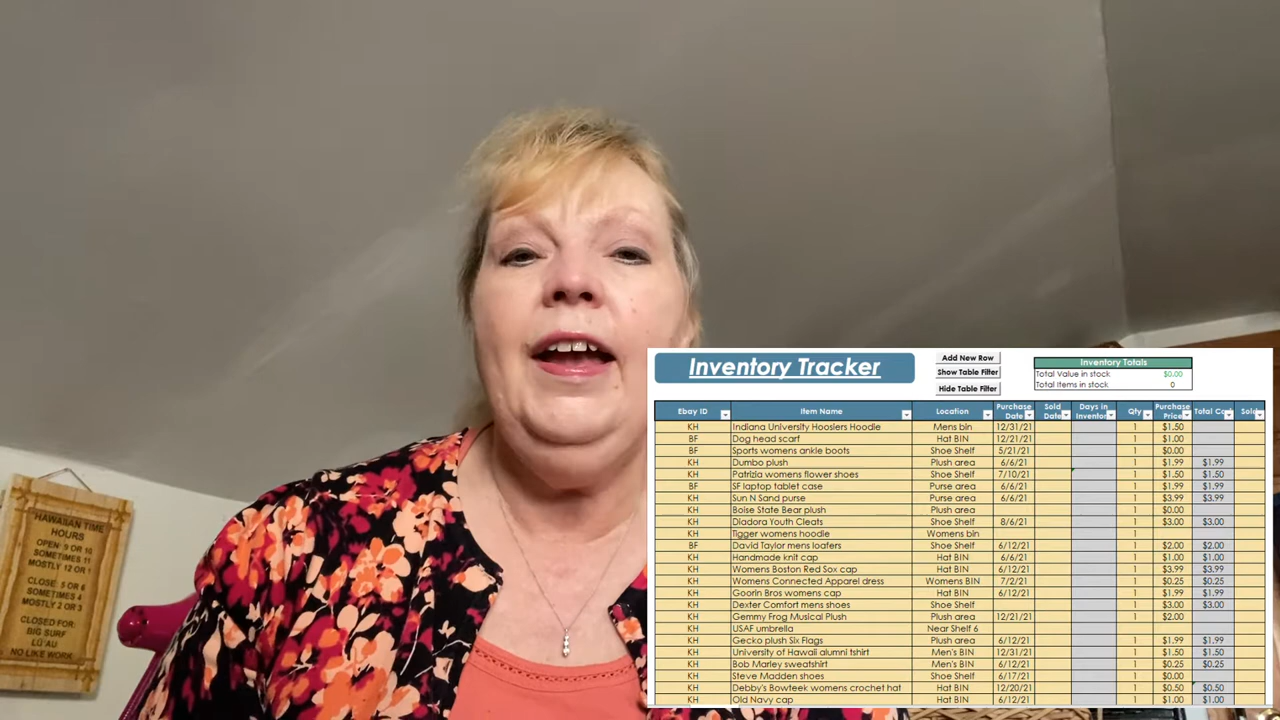 HAWAIIAN TIME
HOURS
OPEN: 9 OR 10
SOMETIMES 11
MOSTLY 12 OR 1
CLOSE: 5 OR 6
SOMETIMES 4
MOSTLY 2 OR 3
CLOSED FOR:
BIG SURF
LU'AU
NO LIKE WORK
Inventory Tracker
Add New Row
Show Table Filter
Hide Table Filter
Inventory Totals
Total Value in stock $0.00
Total Items in stock 0
Ebay ID Item Name Location Purchase Date Sold Date Days in Qty Purchase Price Total Sold
KH Indiana University Hoosiers Hoodie Mens bin 12/31/21 1 $1.50
BF Dog head scarf Hat BIN 12/21/21 1 $1.00
BF Sports womens ankle boots Shoe Shelf 5/21/21 1 $0.00
KH Dumbo plush Plush area 6/6/21 1 $1.99 $1.99
KH Patrizia womens flower shoes Shoe Shelf 7/10/21 1 $1.50 $1.50
BF SF laptop tablet case Purse area 6/6/21 1 $1.99 $1.99
KH Sun N Sand purse Purse area 6/6/21 1 $3.99 $3.99
KH Boise State Bear plush Plush area 1 $0.00
KH Diadora Youth Cleats Shoe Shelf 8/6/21 1 $3.00 $3.00
KH Tigger womens hoodie Womens bin 1
BF David Taylor mens loafers Shoe Shelf 6/12/21 1 $2.00 $2.00
KH Handmade knit cap Hat BIN 6/6/21 1 $1.00 $1.00
KH Womens Boston Red Sox cap Hat BIN 6/12/21 1 $3.99 $3.99
KH Womens Connected Apparel dress Womens BIN 7/2/21 1 $0.25 $0.25
KH Goorin Bros womens cap Hat BIN 6/12/21 1 $1.99 $1.99
KH Dexter Comfort mens shoes Shoe Shelf 1 $3.00 $3.00
KH Gemmy Frog Musical Plush Plush area 12/21/21 1 $2.00
KH USAF umbrella Near Shelf 6
KH Gecko plush Six Flags Plush area 6/12/21 1 $1.99 $1.99
KH University of Hawaii alumni tshirt Men's BIN 12/31/21 1 $1.50 $1.50
KH Bob Marley sweatshirt Men's BIN 6/12/21 1 $0.25 $0.25
KH Steve Madden shoes Shoe Shelf 6/17/21 1 $0.00
KH Debby's Bowteek womens crochet hat Hat BIN 12/20/21 1 $0.50 $0.50
KH Old Navy cap Hat BIN 6/12/21 1 $1.00 $1.00